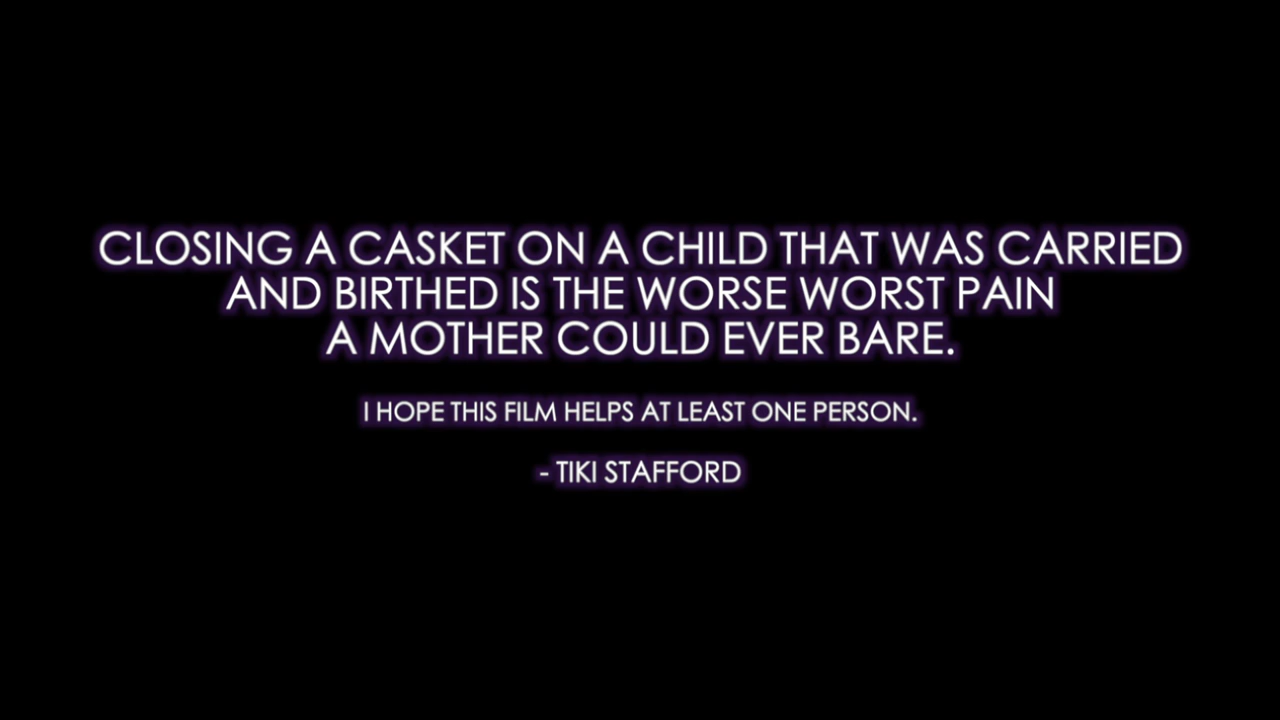 CLOSING A CASKET ON A CHILD THAT WAS CARRIED
AND BIRTHED IS THE WORSE WORST PAIN
A MOTHER COULD EVER BARE.
I HOPE THIS FILM HELPS AT LEAST ONE PERSON.
- TIKI STAFFORD